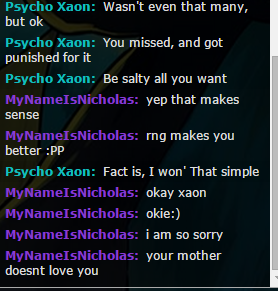 Psycho Xaon: Wasn't even that many,
but ok
Psycho Xaon: You missed, and got
punished for it
Psycho Xaon: Be salty all you want
MyNameIsNicholas: yep that makes
sense
MyNameIsNicholas: rng makes you
better :PP
Psycho Xaon: Fact is, I won' That simple
MyNameIsNicholas: okay xaon
MyNameIsNicholas: okie:)
MyNameIsNicholas: i am so sorry
MyNameIsNicholas: your mother
doesnt love you